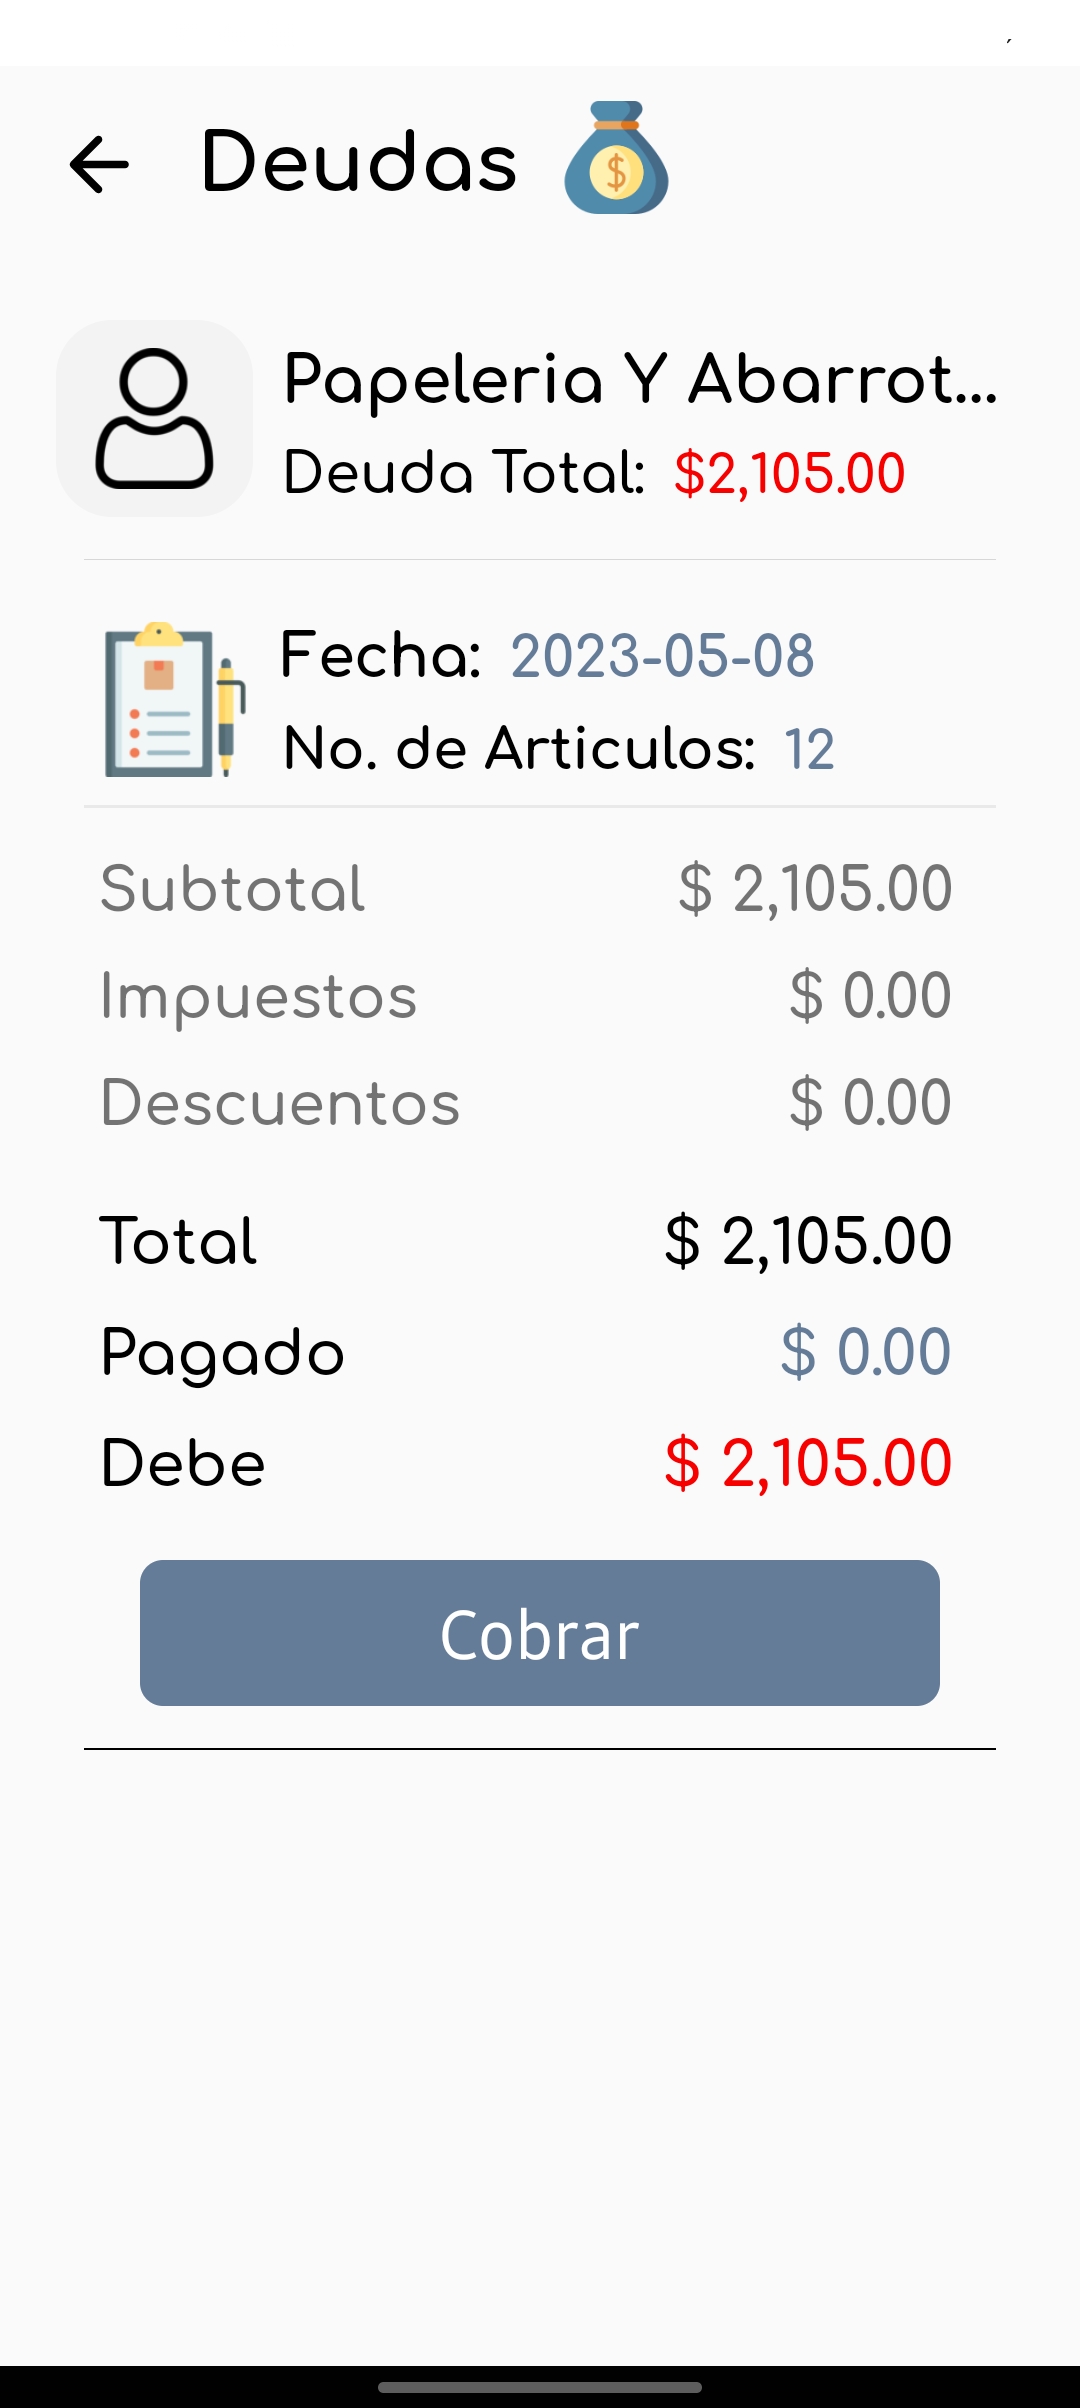 Deudas
Papeleria Y Abarrot...
Deuda Total: $2,105.00
Fecha: 2023-05-08
No. de Articulos: 12
Subtotal $ 2,105.00
Impuestos $ 0.00
Descuentos $ 0.00
Total $ 2,105.00
Pagado $ 0.00
Debe $ 2,105.00
Cobrar